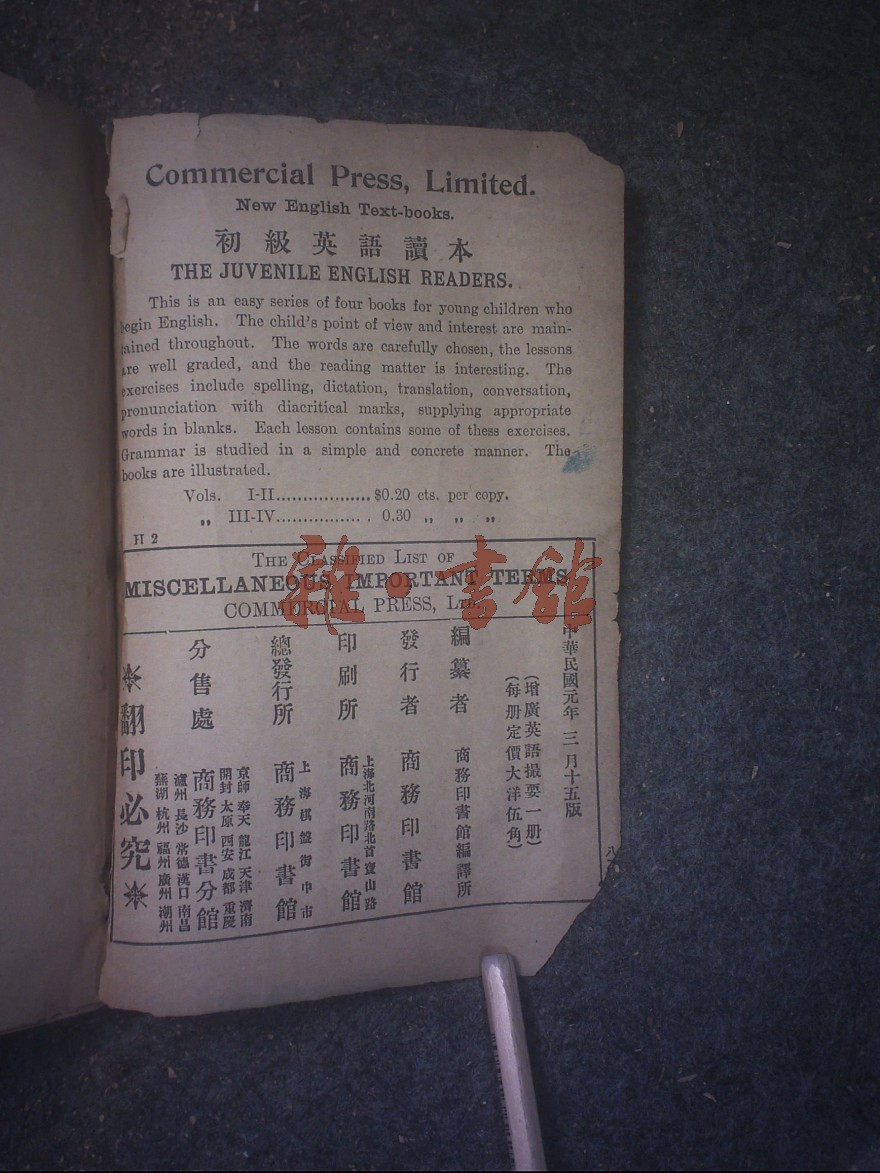 Commercial Press, Limited.
New English Text-books.
初級英語讀本
THE JUVENILE ENGLISH READERS.
This is an easy series of four books for young children who
begin English. The child's point of view and interest are main-
tained throughout. The words are carefully chosen, the lessons
are well graded, and the reading matter is interesting. The
exercises include spelling, dictation, translation, conversation,
pronunciation with diacritical marks, supplying appropriate
words in blanks. Each lesson contains some of thess exercises.
Grammar is studied in a simple and concrete manner. The
books are illustrated.
Vols. I-II..................$0.20 cts. per copy.
„ III-IV................ . 0.30 „ „ „
H 2
THE CLASSIFIED LIST OF
MISCELLANEOUS IMPORTANT TERMS
COMMERCIAL PRESS, LTD.
雜·書館
中華民國元年三月十五版
(增廣英語撮要一册)
(每册定價大洋伍角)
編纂者 商務印書館編譯所
發行者 商務印書館
印刷所 上海北河南路北首寶山路
商務印書館
總發行所 上海棋盤街中市
商務印書館
分售處 京師 奉天 龍江 天津 濟南
開封 太原 西安 成都 重慶
商務印書分館
瀘州 長沙 常德 漢口 南昌
蕪湖 杭州 福州 廣州 潮州
翻印必究
八